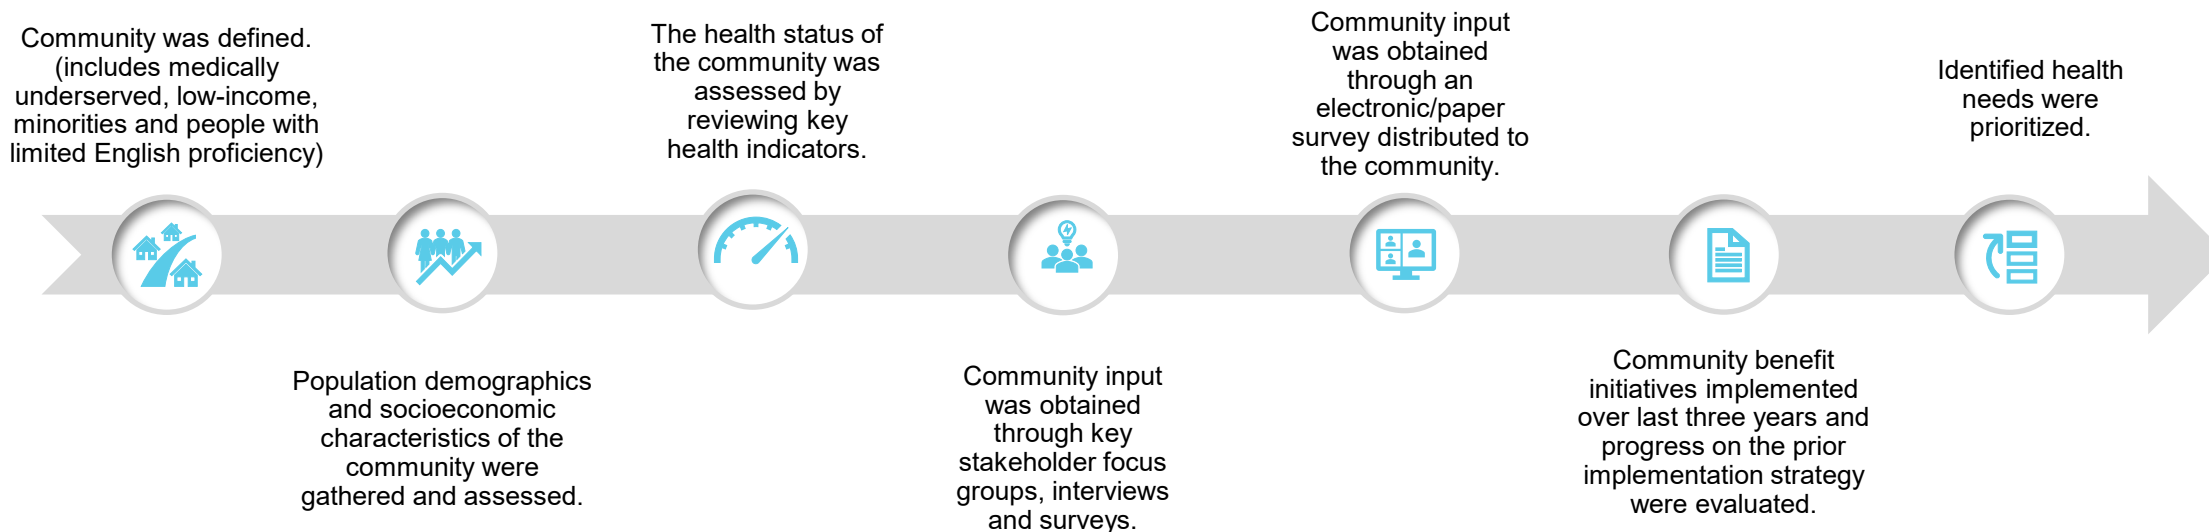 Community was defined.
(includes medically
underserved, low-income,
minorities and people with
limited English proficiency)
Population demographics
and socioeconomic
characteristics of the
community were
gathered and assessed.
The health status of
the community was
assessed by
reviewing key
health indicators.
Community input
was obtained
through key
stakeholder focus
groups, interviews
and surveys.
Community input
was obtained
through an
electronic/paper
survey distributed to
the community.
Community benefit
initiatives implemented
over last three years and
progress on the prior
implementation strategy
were evaluated.
Identified health
needs were
prioritized.